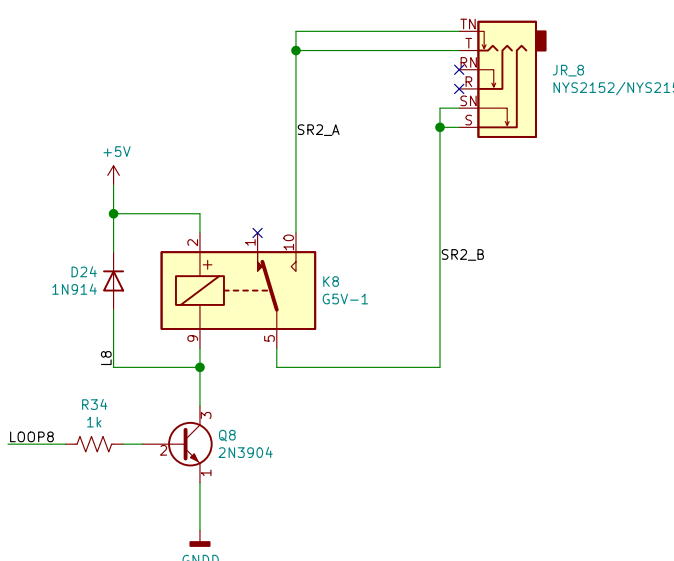 TN
T
RN
R
SN
S
JR_8
NYS2152/NYS215
SR2_A
+5V
2
1
10
SR2_B
D24
1N914
+
K8
G5V-1
9
5
L8
R34
1k
3
LOOP8
2
Q8
2N3904
1
GNDD